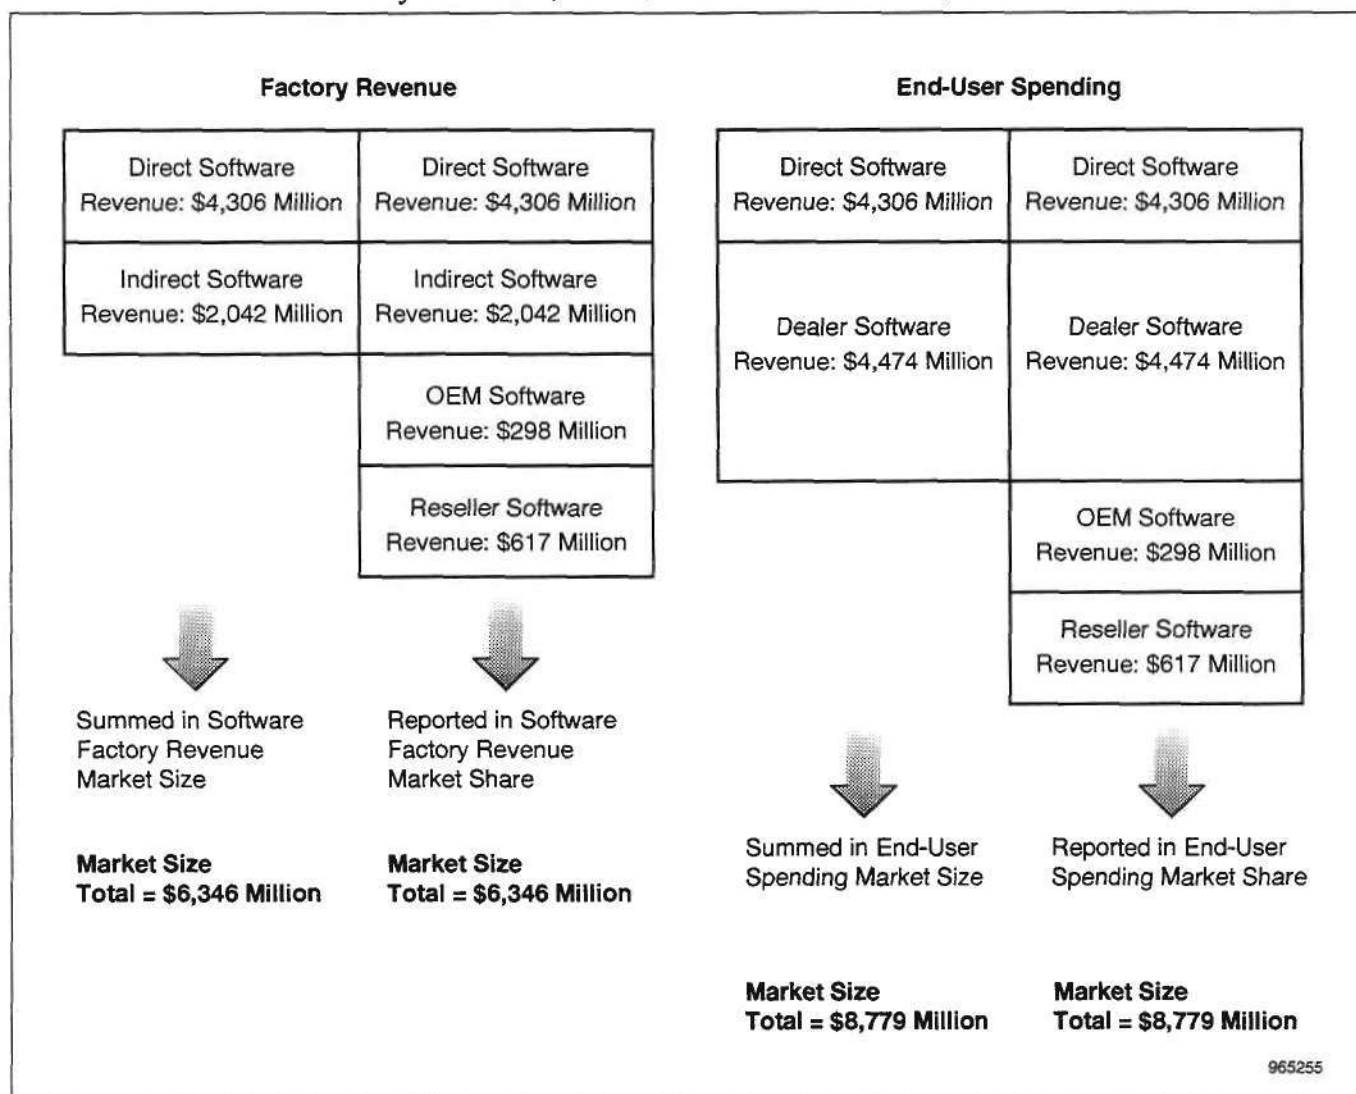 Factory Revenue
Direct Software
Revenue: $4,306 Million
Direct Software
Revenue: $4,306 Million
Indirect Software
Revenue: $2,042 Million
Indirect Software
Revenue: $2,042 Million
OEM Software
Revenue: $298 Million
Reseller Software
Revenue: $617 Million
Summed in Software
Factory Revenue
Market Size
Reported in Software
Factory Revenue
Market Share
Market Size
Total = $6,346 Million
Market Size
Total = $6,346 Million
End-User Spending
Direct Software
Revenue: $4,306 Million
Direct Software
Revenue: $4,306 Million
Dealer Software
Revenue: $4,474 Million
Dealer Software
Revenue: $4,474 Million
OEM Software
Revenue: $298 Million
Reseller Software
Revenue: $617 Million
Summed in End-User
Spending Market Size
Reported in End-User
Spending Market Share
Market Size
Total = $8,779 Million
Market Size
Total = $8,779 Million
965255